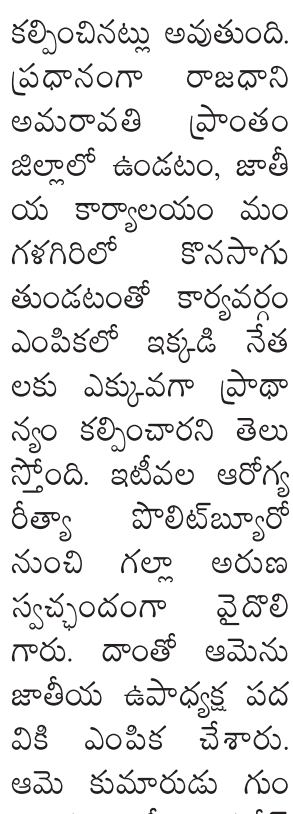 కల్పించినట్లు అవుతుంది.
ప్రధానంగా రాజధాని
అమరావతి ప్రాంతం
జిల్లాలో ఉండటం, జాతీ
య కార్యాలయం మం
గళగిరిలో కొనసాగు
తుండటంతో కార్యవర్గం
ఎంపికలో ఇక్కడి నేత
లకు ఎక్కువగా ప్రాథా
న్యం కల్పించారని తెలు
స్తోంది. ఇటీవల ఆరోగ్య
రీత్యా పొలిట్‌బ్యూరో
నుంచి గల్లా అరుణ
స్వచ్ఛందంగా వైదొలి
గారు. దాంతో ఆమెను
జాతీయ ఉపాధ్యక్ష పద
వికి ఎంపిక చేశారు.
ఆమె కుమారుడు గుం